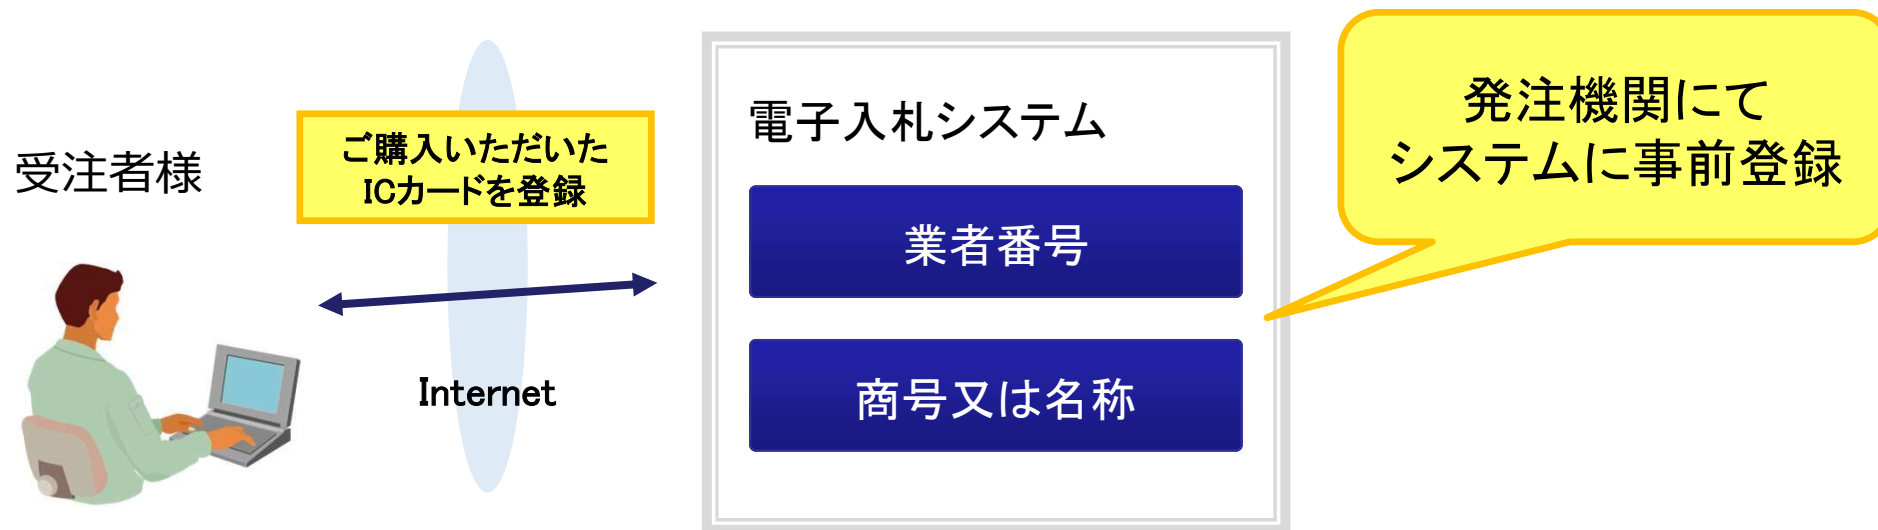 受注者様
ご購入いただいた
ICカードを登録
Internet
電子入札システム
業者番号
商号又は名称
発注機関にて
システムに事前登録